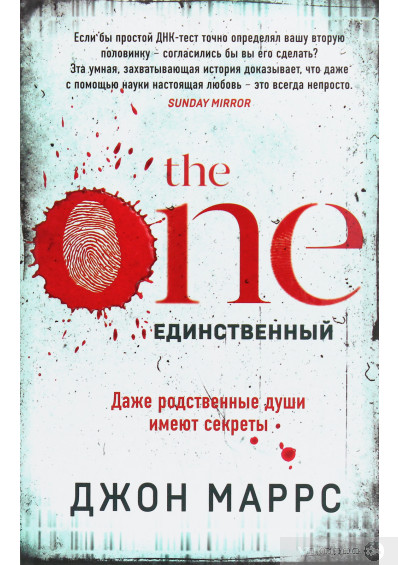 Если бы простой ДНК-тест точно определял вашу вторую
половинку – согласились бы вы его сделать?
Эта умная, захватывающая история доказывает, что даже
с помощью науки настоящая любовь – это всегда непросто.
SUNDAY MIRROR
the
One
ЕДИНСТВЕННЫЙ
Даже родственные души
имеют секреты
ДЖОН МАРРС